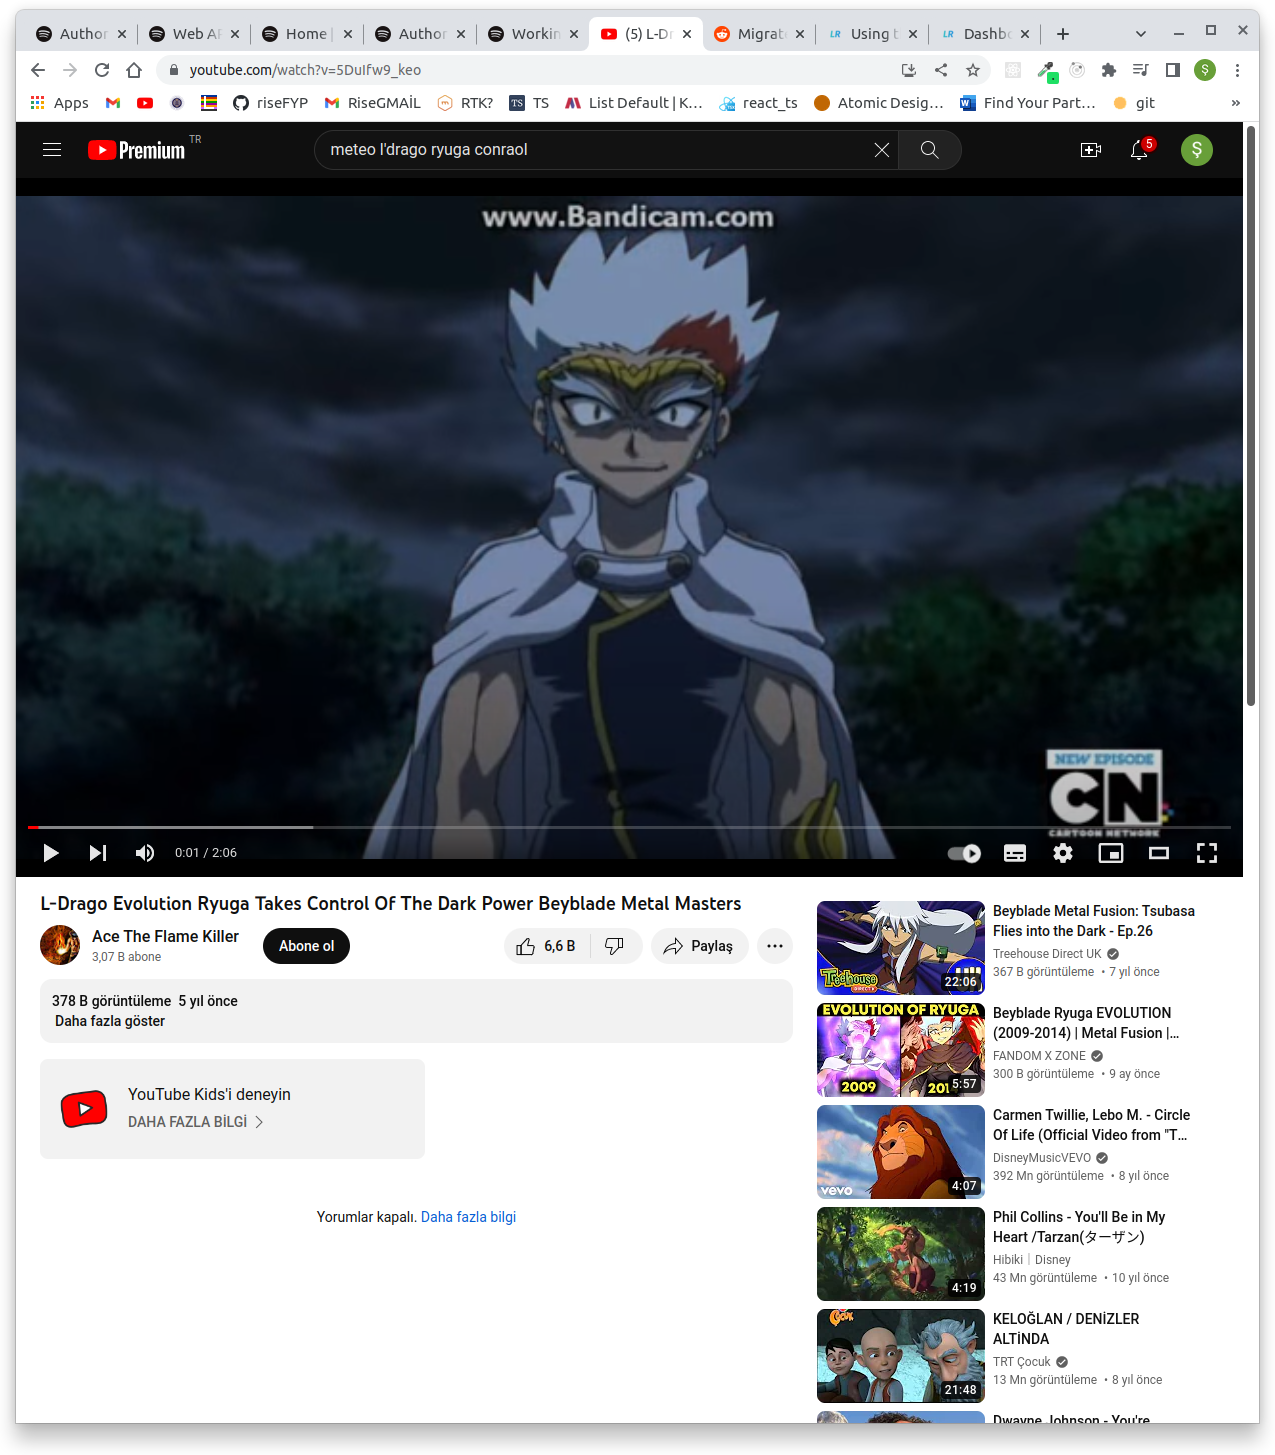 Author
Web AP
Home |
Author
Workin
(5) L-Dr
Migrate
Using t
Dashbo
youtube.com/watch?v=5DuIfw9_keo
Apps
riseFYP
RiseGMAİL
RTK?
TS
List Default | K...
react_ts
Atomic Desig...
Find Your Part...
git
»
Premium TR
meteo l'drago ryuga conraol
5
Ş
www.Bandicam.com
NEW EPISODE
CN
CARTOON NETWORK
0:01 / 2:06
L-Drago Evolution Ryuga Takes Control Of The Dark Power Beyblade Metal Masters
Ace The Flame Killer
3,07 B abone
Abone ol
6,6 B
Paylaş
378 B görüntüleme 5 yıl önce
Daha fazla göster
YouTube Kids'i deneyin
DAHA FAZLA BİLGİ
Yorumlar kapalı. Daha fazla bilgi
Treehouse
DIRECT
22:06
Beyblade Metal Fusion: Tsubasa
Flies into the Dark - Ep.26
Treehouse Direct UK
367 B görüntüleme • 7 yıl önce
EVOLUTION OF RYUGA
2009
5:57
Beyblade Ryuga EVOLUTION
(2009-2014) | Metal Fusion |...
FANDOM X ZONE
300 B görüntüleme • 9 ay önce
vevo
4:07
Carmen Twillie, Lebo M. - Circle
Of Life (Official Video from "T...
DisneyMusicVEVO
392 Mn görüntüleme • 8 yıl önce
4:19
Phil Collins - You'll Be in My
Heart /Tarzan(ターザン)
Hibiki｜Disney
43 Mn görüntüleme • 10 yıl önce
Çocuk
21:48
KELOĞLAN / DENİZLER
ALTİNDA
TRT Çocuk
13 Mn görüntüleme • 8 yıl önce
Dwayne Johnson - You're